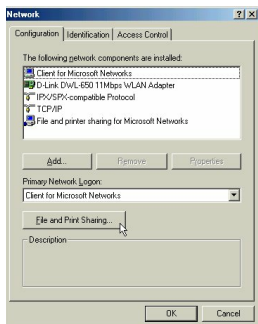 Network
Configuration Identification Access Control
The following network components are installed:
Client for Microsoft Networks
D-Link DWL-650 11Mbps WLAN Adapter
IPX/SPX-compatible Protocol
TCP/IP
File and printer sharing for Microsoft Networks
Add... Remove Properties
Primary Network Logon:
Client for Microsoft Networks
File and Print Sharing...
Description
OK Cancel